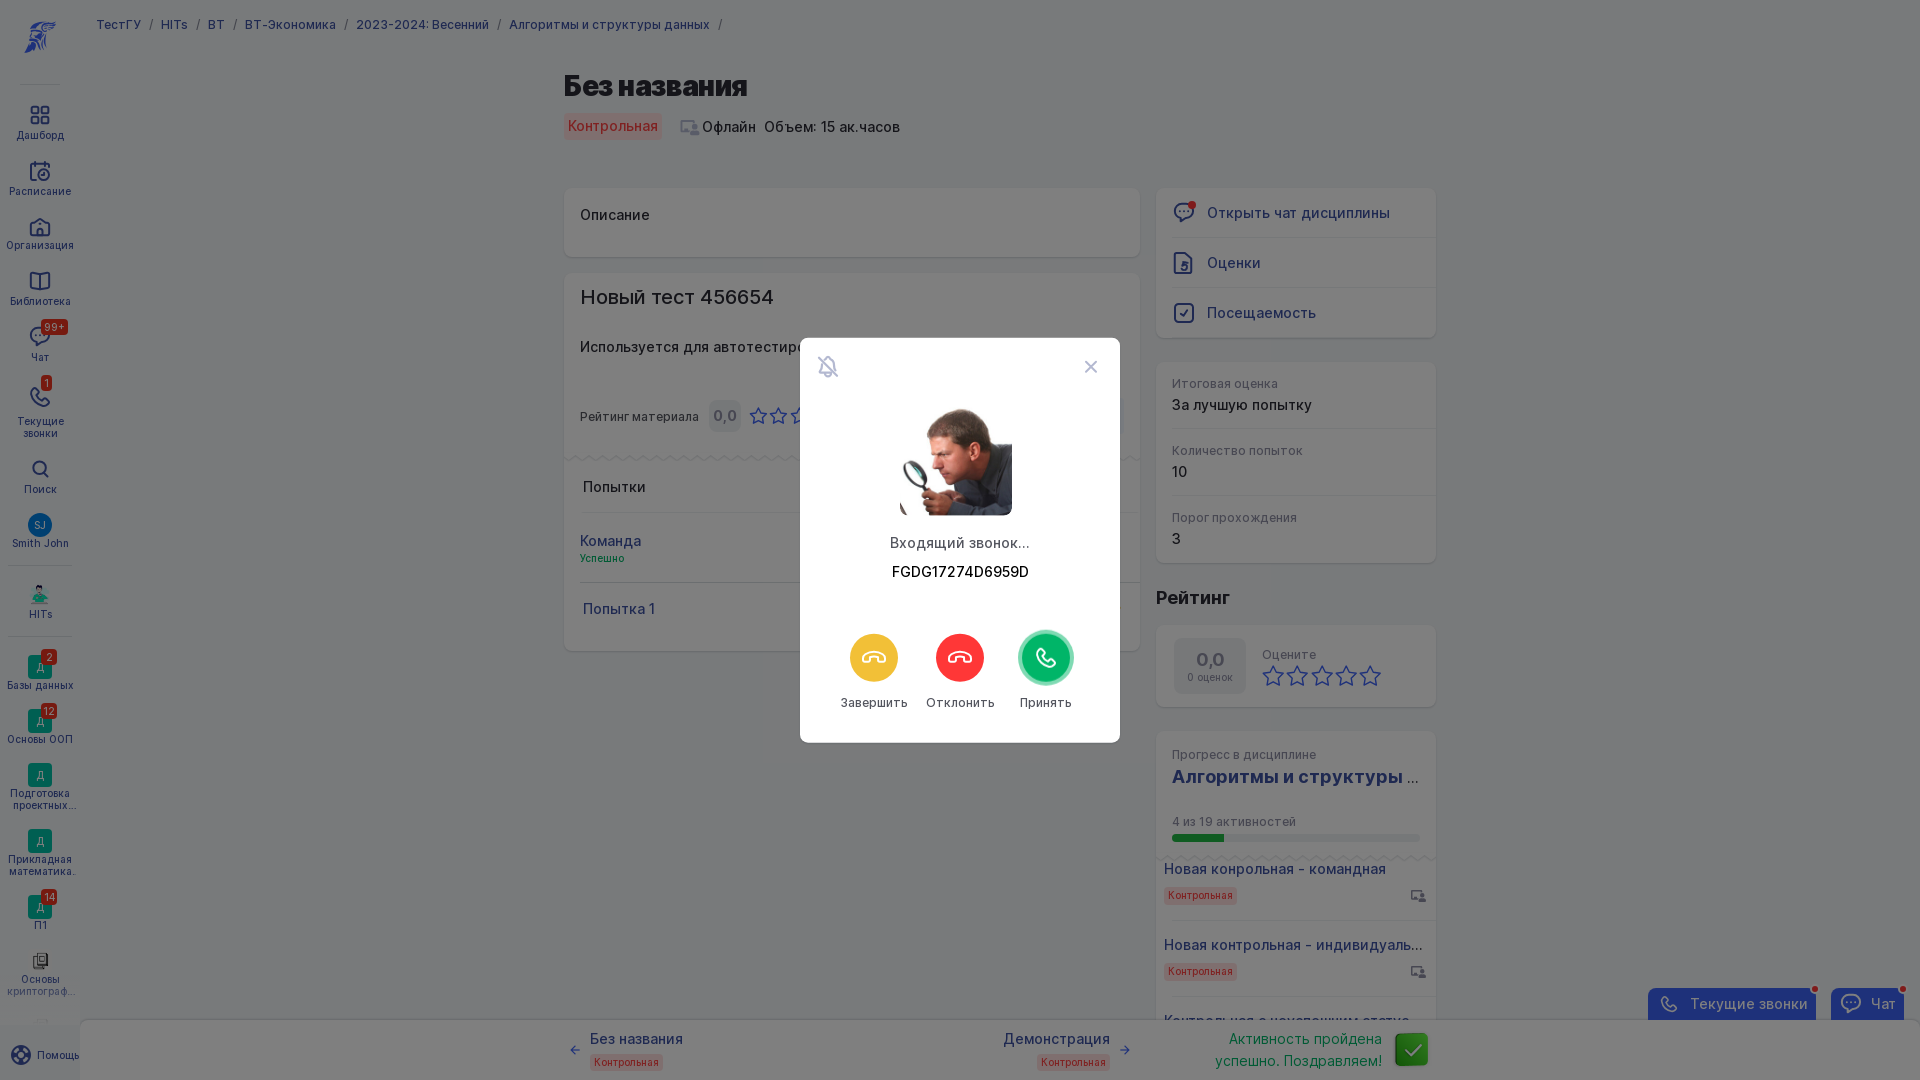 ТестГУ / HITs / ВТ / ВТ-Экономика / 2023-2024: Весенний / Алгоритмы и структуры данных /
Дашборд
Расписание
Организация
Библиотека
99+
Чат
1
Текущие
звонки
Поиск
SJ
Smith John
HITs
2
Д
Базы данных
12
Д
Основы ООП
Д
Подготовка
проектных...
Д
Прикладная
математика.
14
Д
П1
Основы
криптограф...
Помощь
Без названия
Контрольная
Офлайн Объем: 15 ак.часов
Описание
Новый тест 456654
Рейтинг материала 0,0
Попытки
Команда
Успешно
Попытка 1
Входящий звонок...
FGDG17274D6959D
Завершить Отклонить Принять
Открыть чат дисциплины
Оценки
Посещаемость
Итоговая оценка
За лучшую попытку
Количество попыток
10
Порог прохождения
3
Рейтинг
0,0
0 оценок
Оцените
Прогресс в дисциплине
Алгоритмы и структуры ...
4 из 19 активностей
Новая конрольная - командная
Контрольная
Новая контрольная - индивидуаль...
Контрольная
Текущие звонки
Чат
Без названия
Контрольная
Демонстрация
Контрольная
Активность пройдена
успешно. Поздравляем!